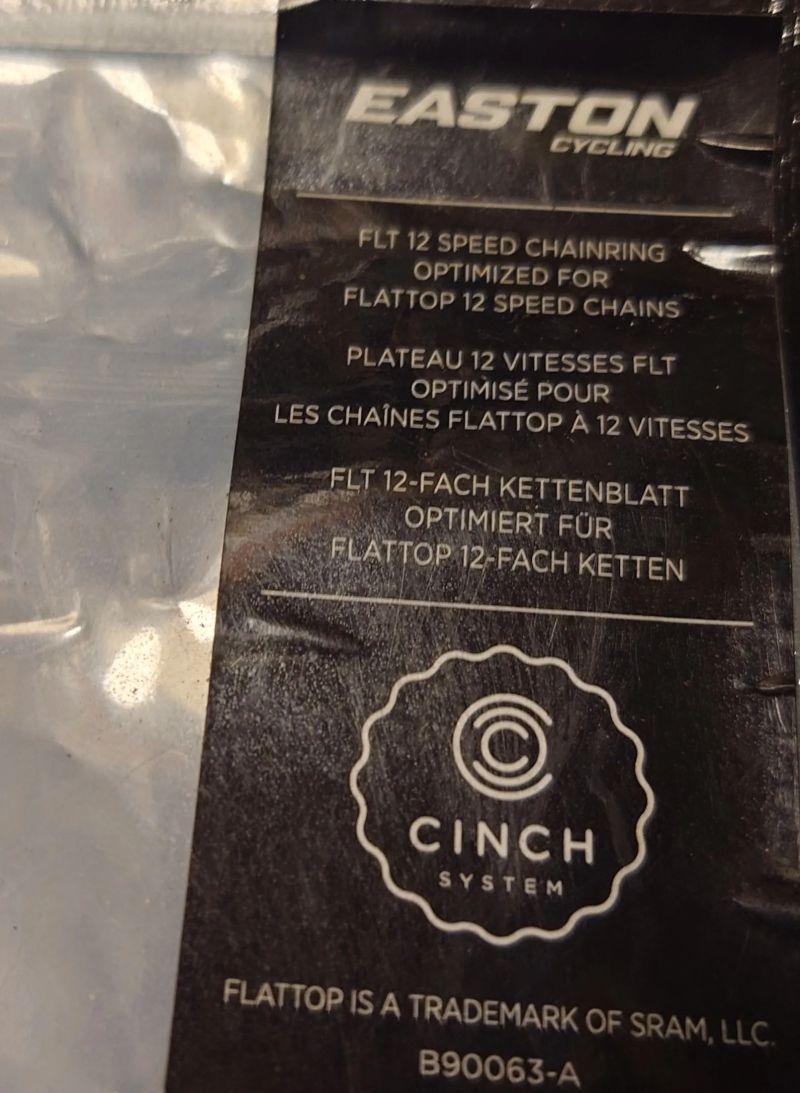 EASTON
CYCLING
FLT 12 SPEED CHAINRING
OPTIMIZED FOR
FLATTOP 12 SPEED CHAINS
PLATEAU 12 VITESSES FLT
OPTIMISÉ POUR
LES CHAÎNES FLATTOP À 12 VITESSES
FLT 12-FACH KETTENBLATT
OPTIMIERT FÜR
FLATTOP 12-FACH KETTEN
CINCH
SYSTEM
FLATTOP IS A TRADEMARK OF SRAM, LLC.
B90063-A